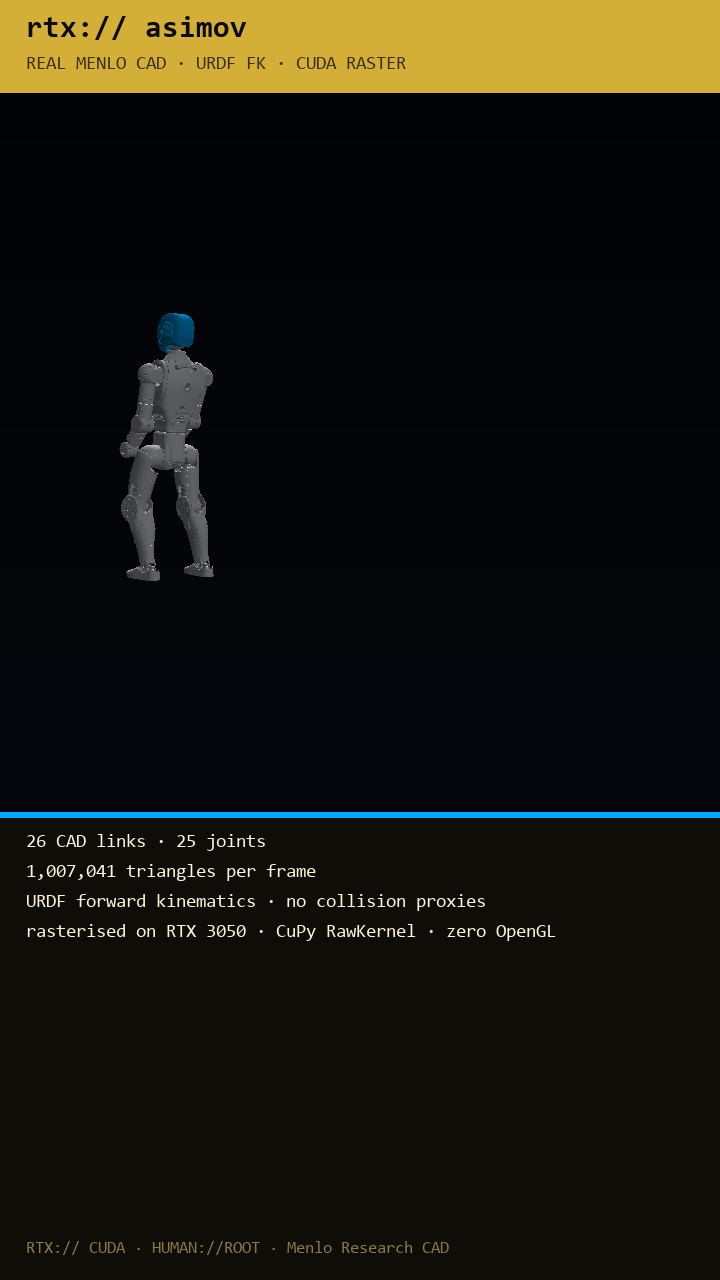 rtx:// asimov
REAL MENLO CAD · URDF FK · CUDA RASTER
26 CAD links · 25 joints
1,007,041 triangles per frame
URDF forward kinematics · no collision proxies
rasterised on RTX 3050 · CuPy RawKernel · zero OpenGL
RTX:// CUDA · HUMAN://ROOT · Menlo Research CAD